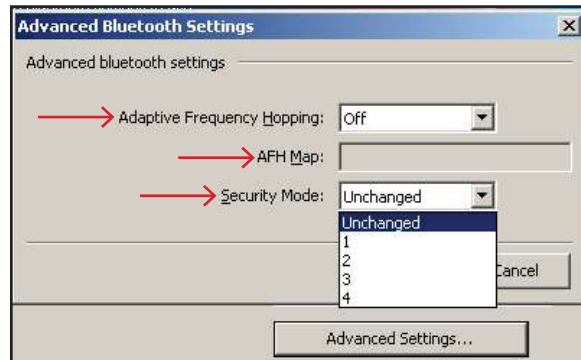 Advanced Bluetooth Settings
Advanced bluetooth settings
Adaptive Frequency Hopping: Off
AFH Map:
Security Mode: Unchanged
Unchanged
1
2
3
4
Cancel
Advanced Settings...